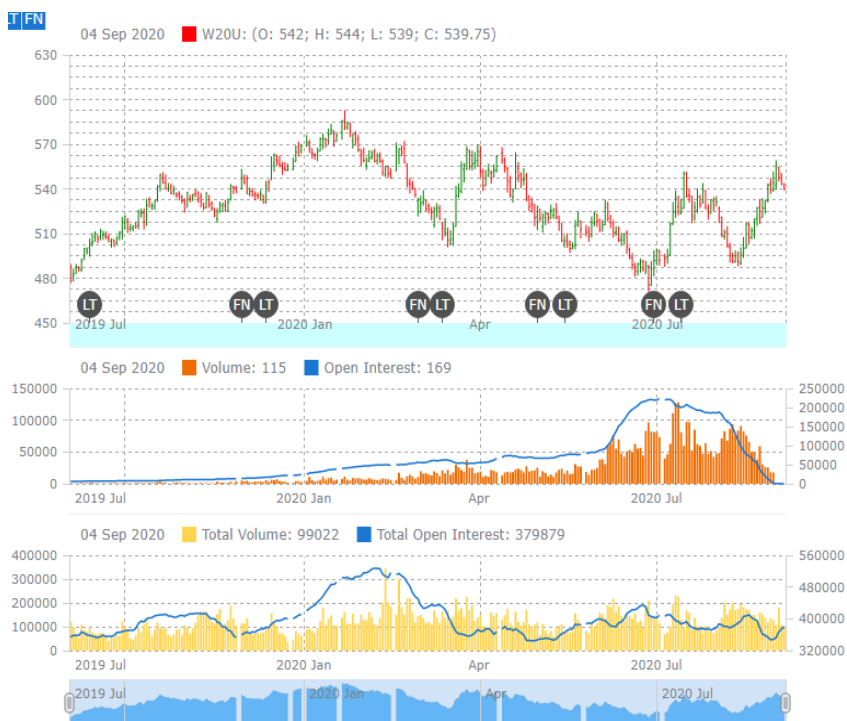 LT FN
04 Sep 2020 W20U: (O: 542; H: 544; L: 539; C: 539.75)
630
600
570
540
510
480
450
LT FN LT FN LT FN LT FN LT
2019 Jul 2020 Jan Apr 2020 Jul
04 Sep 2020 Volume: 115 Open Interest: 169
150000 250000
200000
100000
150000
50000 100000
50000
0 0
2019 Jul 2020 Jan Apr 2020 Jul
04 Sep 2020 Total Volume: 99022 Total Open Interest: 379879
400000 560000
300000
480000
200000
400000
100000
0 320000
2019 Jul 2020 Jan Apr 2020 Jul
2019 Jul 2020 Jan Apr 2020 Jul